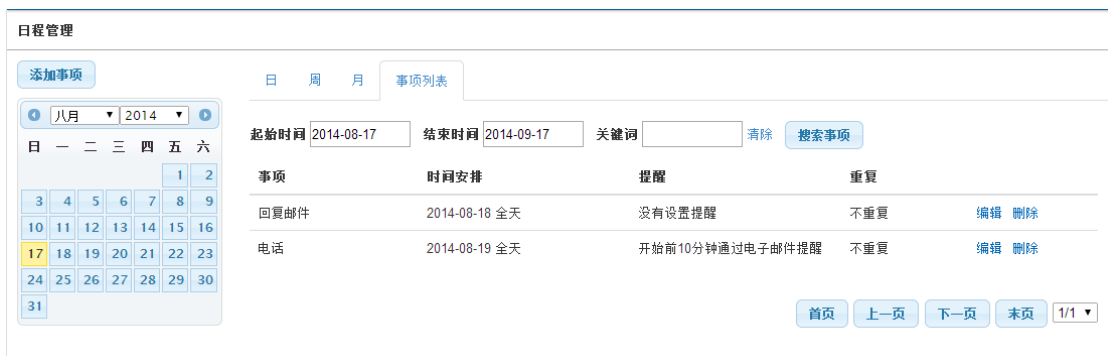 日程管理
添加事项
八月 2014
日 一 二 三 四 五 六
1 2
3 4 5 6 7 8 9
10 11 12 13 14 15 16
17 18 19 20 21 22 23
24 25 26 27 28 29 30
31
日 周 月 事项列表
起始时间 2014-08-17 结束时间 2014-09-17 关键词 清除 搜索事项
事项 时间安排 提醒 重复
回复邮件 2014-08-18 全天 没有设置提醒 不重复 编辑 删除
电话 2014-08-19 全天 开始前10分钟通过电子邮件提醒 不重复 编辑 删除
首页 上一页 下一页 末页 1/1